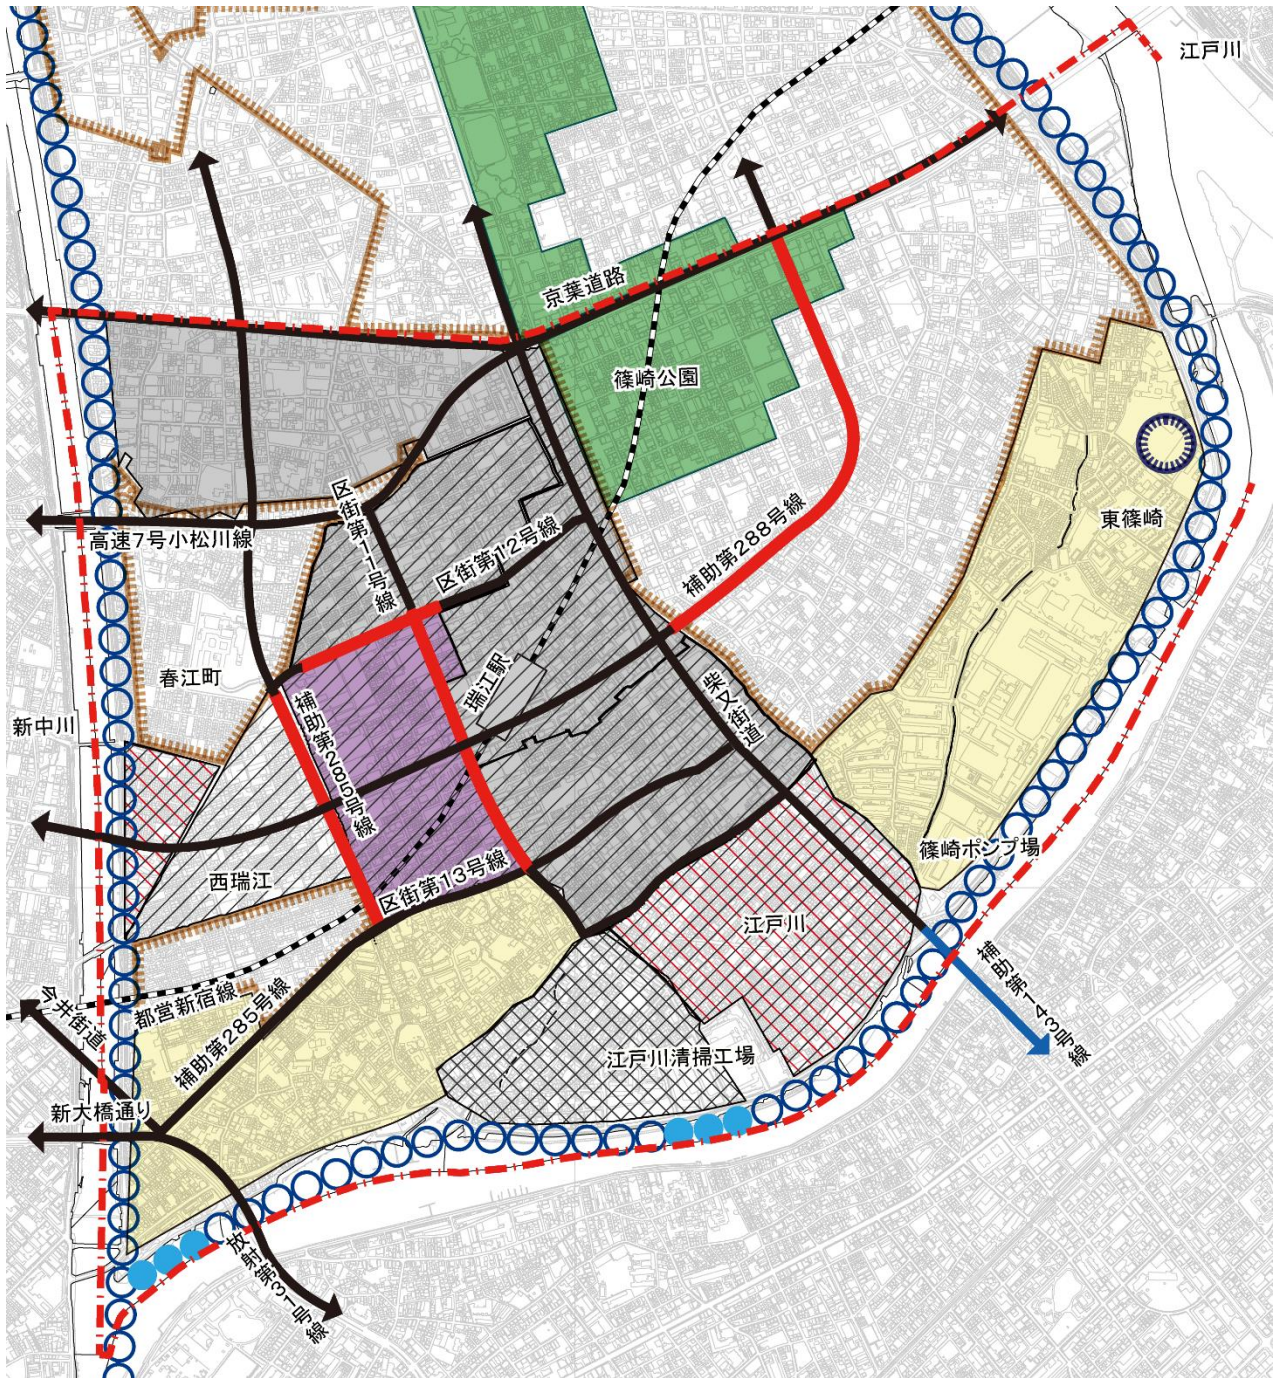 江戸川
京葉道路
篠崎公園
東篠崎
区街第11号線
区街第12号線
高速7号小松川線
補助第288号線
春江町
瑞江駅
新中川
補助第285号線
柴又街道
篠崎ポンプ場
西瑞江
区街第13号線
江戸川
都営新宿線
今井街道
補助第285号線
補助第143号線
江戸川清掃工場
新大橋通り
放射第31号線